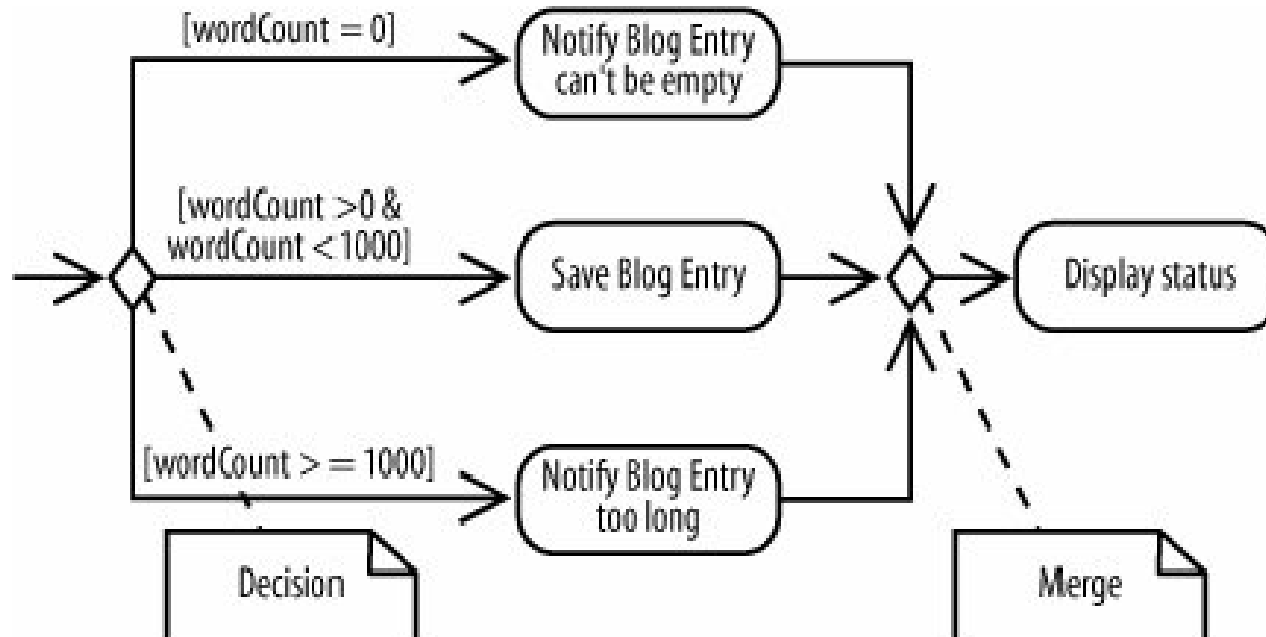 [wordCount = 0]
Notify Blog Entry
can't be empty
[wordCount >0 &
wordCount <1000]
Save Blog Entry
Display status
[wordCount > = 1000]
Notify Blog Entry
too long
Decision
Merge